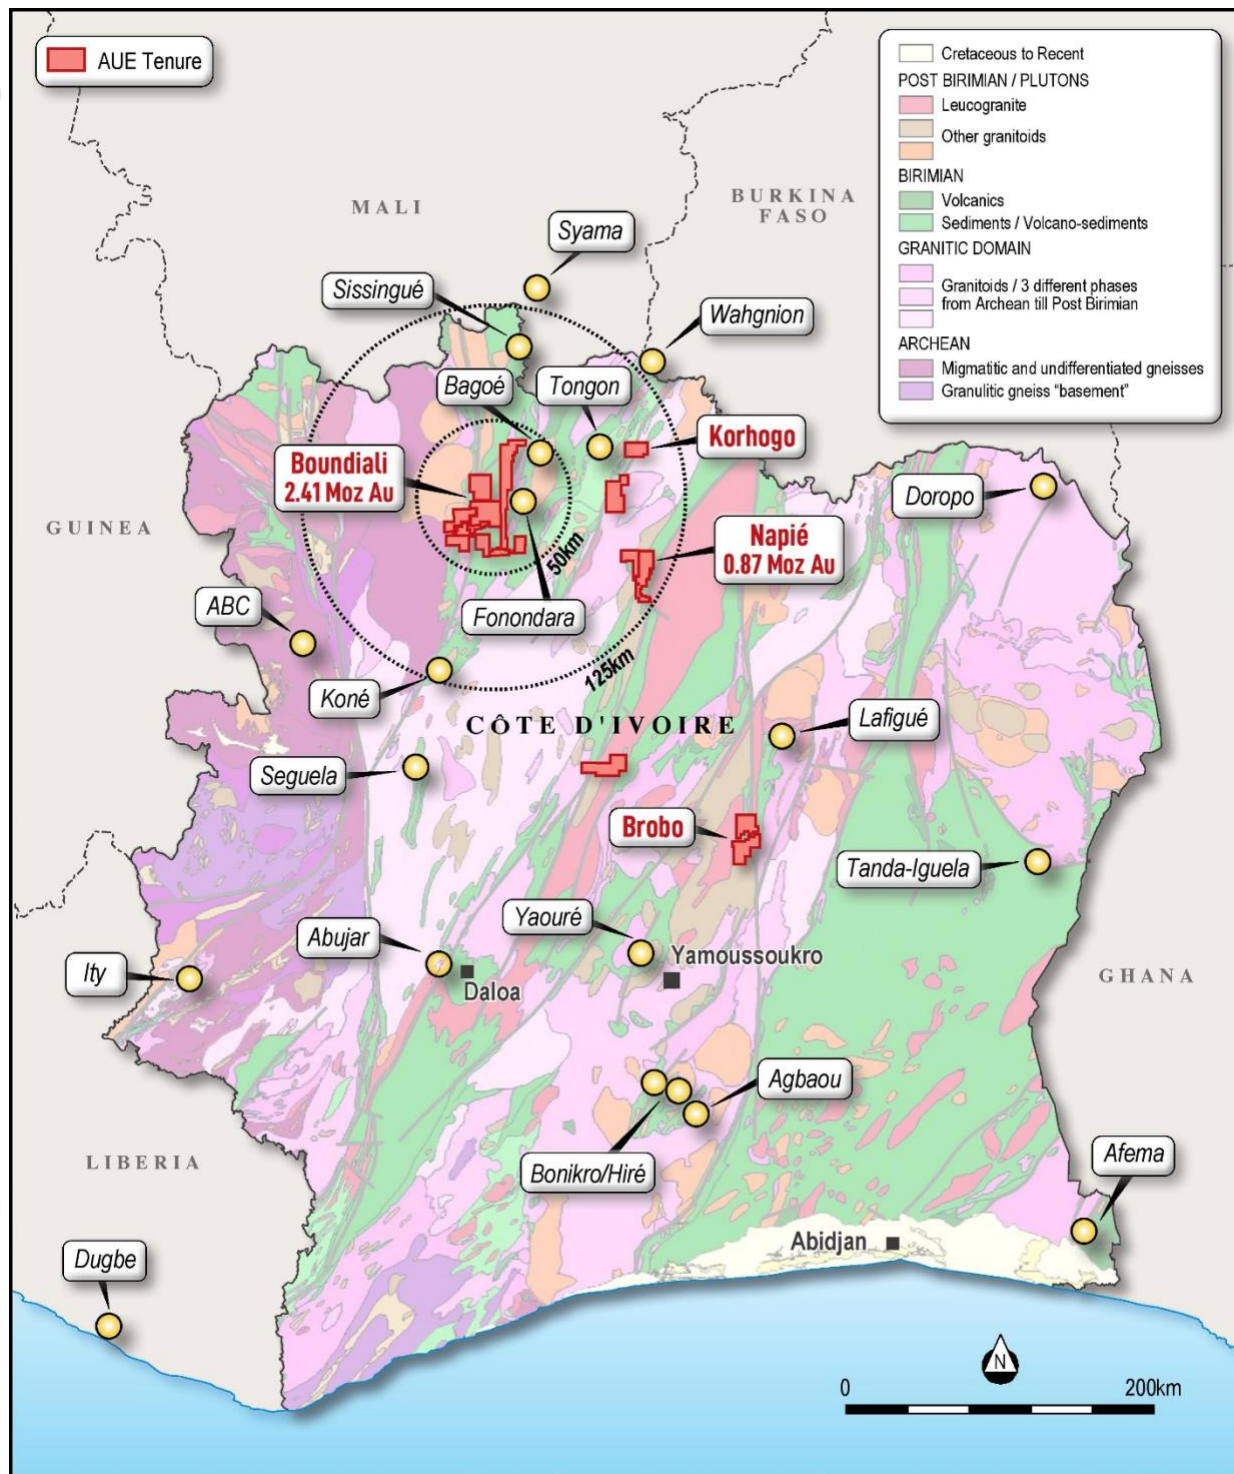 AUE Tenure
Cretaceous to Recent
POST BIRIMIAN / PLUTONS
Leucogranite
Other granitoids
BIRIMIAN
Volcanics
Sediments / Volcano-sediments
GRANITIC DOMAIN
Granitoids / 3 different phases
from Archean till Post Birimian
ARCHEAN
Migmatitic and undifferentiated gneisses
Granulitic gneiss “basement”
MALI
BURKINA
FASO
Syama
Sissingué
Wahgnion
Bagoé
Tongon
Korhogo
Boundiali
2.41 Moz Au
Doropo
GUINEA
Napié
0.87 Moz Au
50km
ABC
Fonondara
125km
Koné
CÔTE D'IVOIRE
Lafigué
Seguela
Brobo
Tanda-Iguela
Abujar
Yaouré
Yamoussoukro
Ity
Daloa
GHANA
Agbaou
LIBERIA
Bonikro/Hiré
Afema
Abidjan
Dugbe
N
0
200km